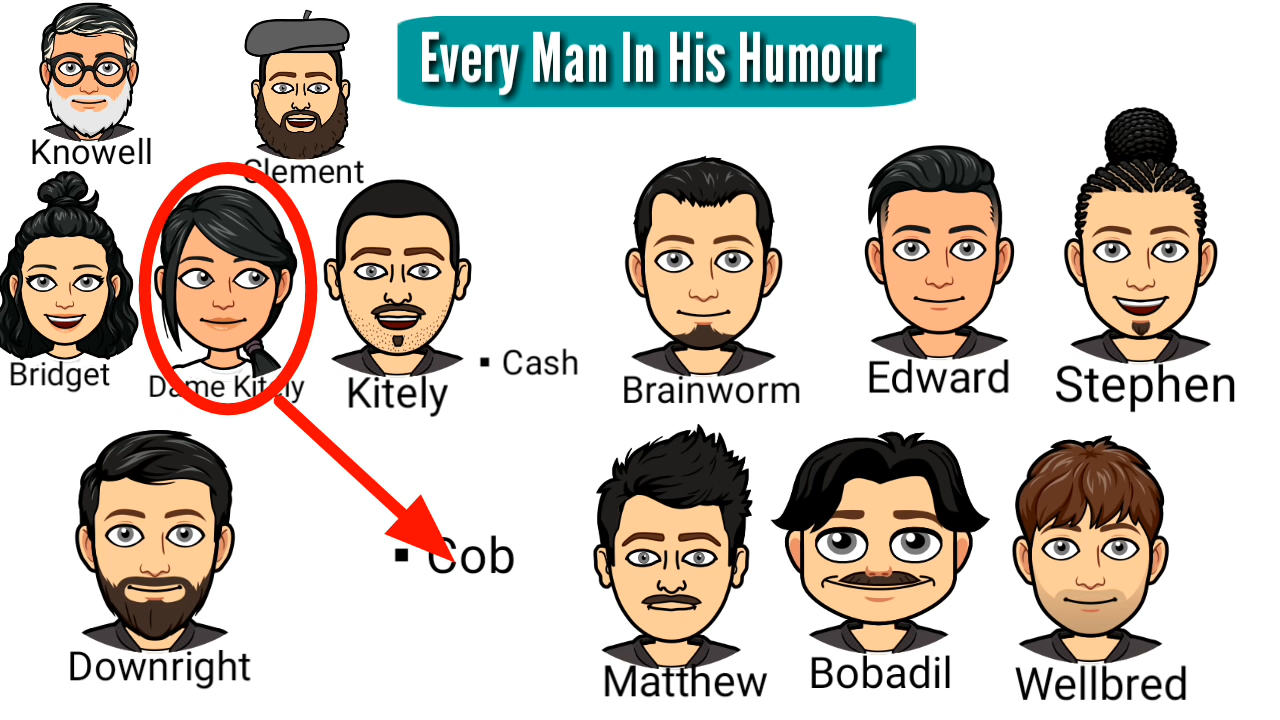 Every Man In His Humour
Knowell
Clement
Bridget
Dame Kitely
Kitely
▪ Cash
Brainworm
Edward
Stephen
Downright
▪ Cob
Matthew
Bobadil
Wellbred